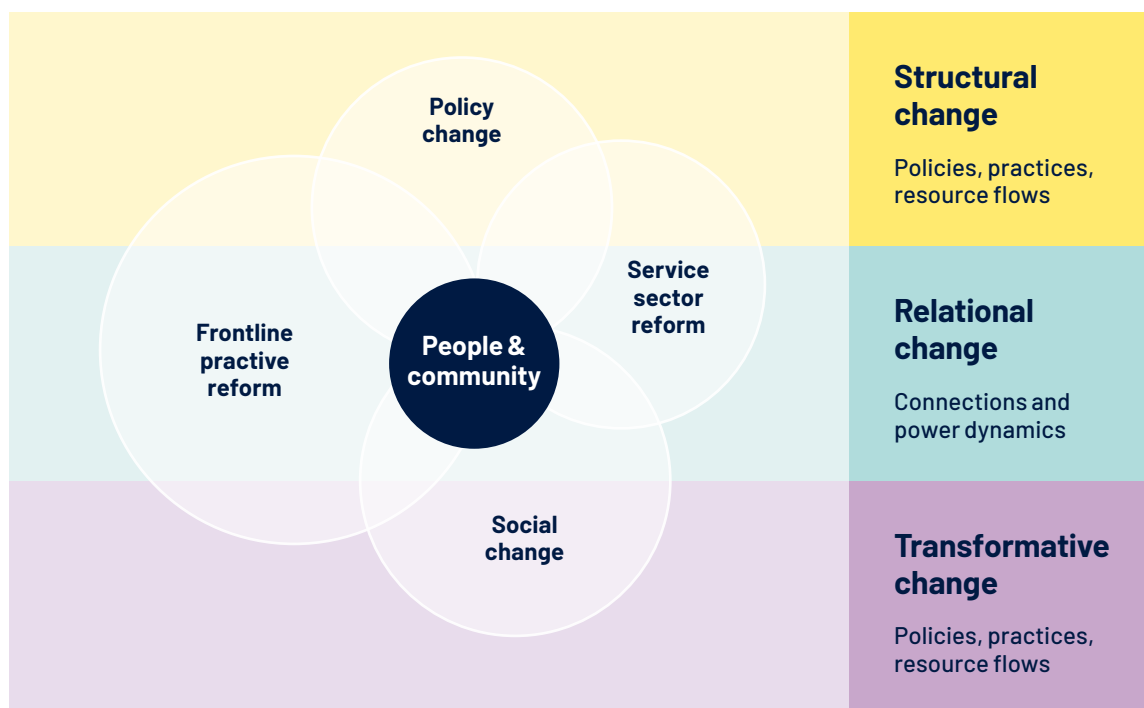 Policy
change
Service
sector
reform
Frontline
practive
reform
People &
community
Social
change
Structural
change
Policies, practices,
resource flows
Relational
change
Connections and
power dynamics
Transformative
change
Policies, practices,
resource flows